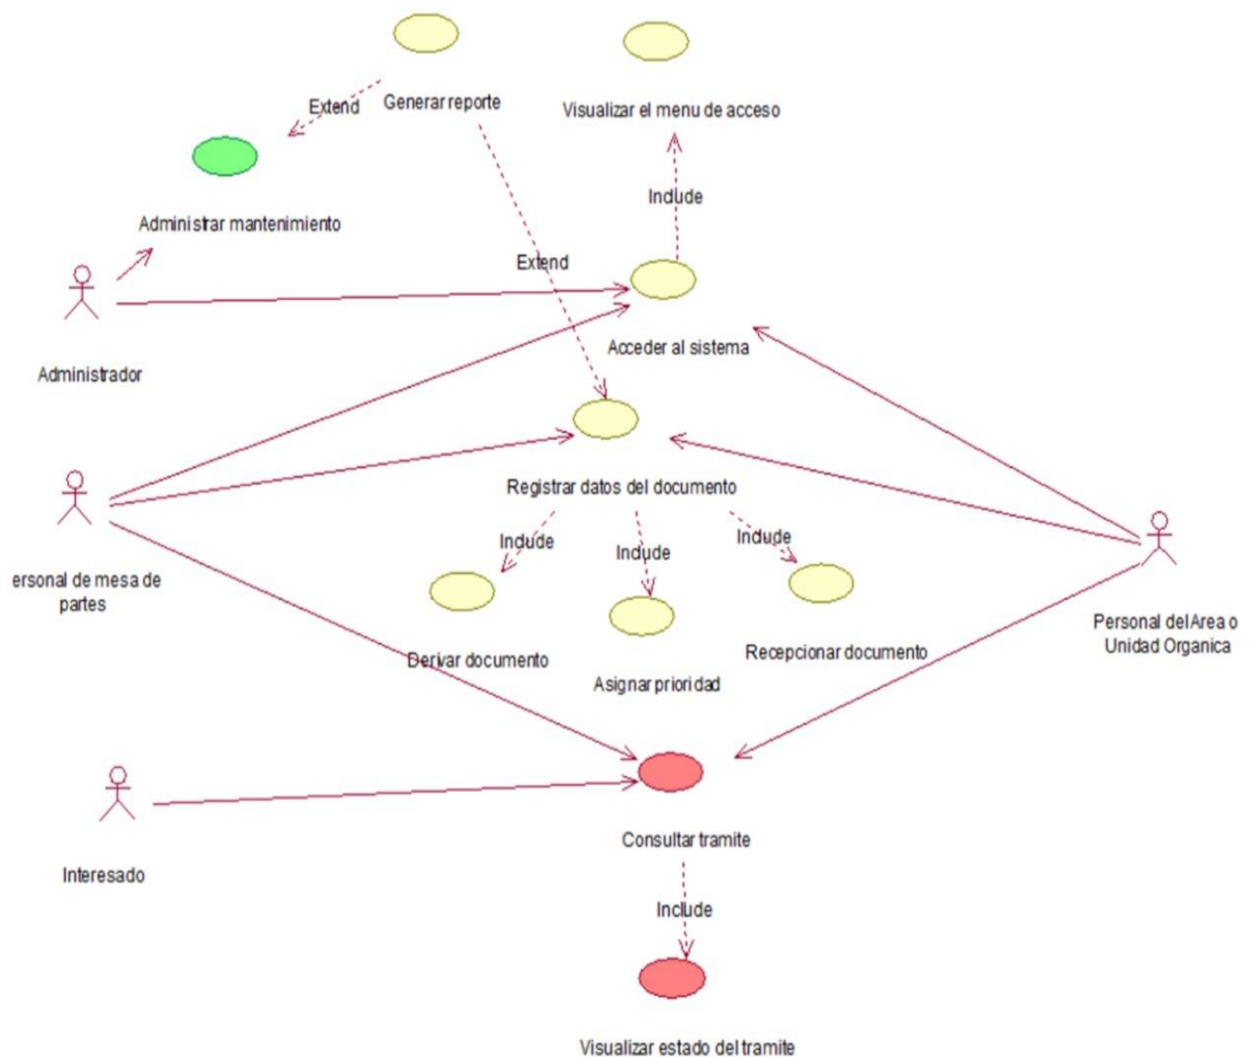 Generar reporte
Visualizar el menu de acceso
Extend
Administrar mantenimiento
Include
Extend
Acceder al sistema
Administrador
Registrar datos del documento
Include
Include
Include
ersonal de mesa de
partes
Derivar documento
Asignar prioridad
Recepcionar documento
Personal del Area o
Unidad Organica
Consultar tramite
Interesado
Include
Visualizar estado del tramite